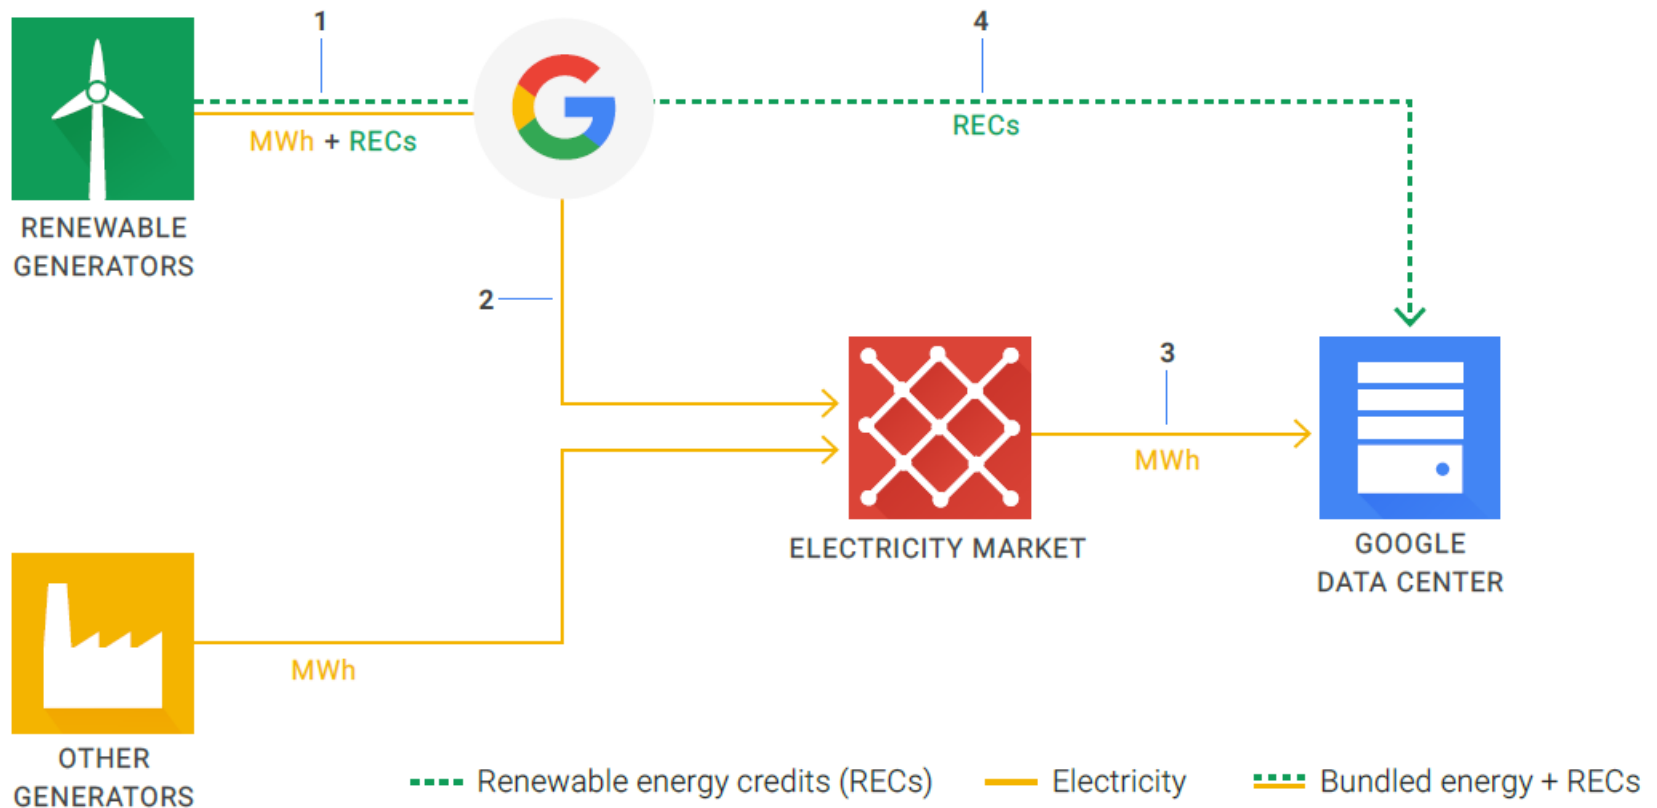 1
4
MWh + RECs
RECs
RENEWABLE
GENERATORS
2
3
MWh
ELECTRICITY MARKET
GOOGLE
DATA CENTER
MWh
OTHER
GENERATORS
Renewable energy credits (RECs)
Electricity
Bundled energy + RECs